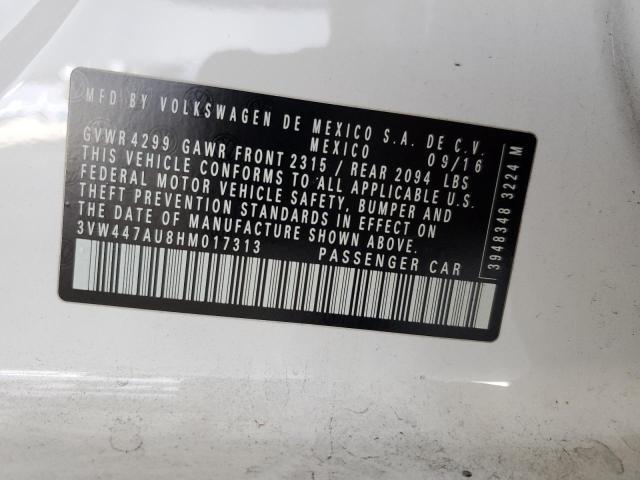 MFD BY VOLKSWAGEN DE MEXICO S.A. DE C.V.
MEXICO 09/16
GVWR 4299 GAWR FRONT 2315 / REAR 2094 LBS
THIS VEHICLE CONFORMS TO ALL APPLICABLE U.S.
FEDERAL MOTOR VEHICLE SAFETY, BUMPER AND
THEFT PREVENTION STANDARDS IN EFFECT ON
THE DATE OF MANUFACTURE SHOWN ABOVE.
3VW447AU8HM017313 PASSENGER CAR
3948348 3224 M